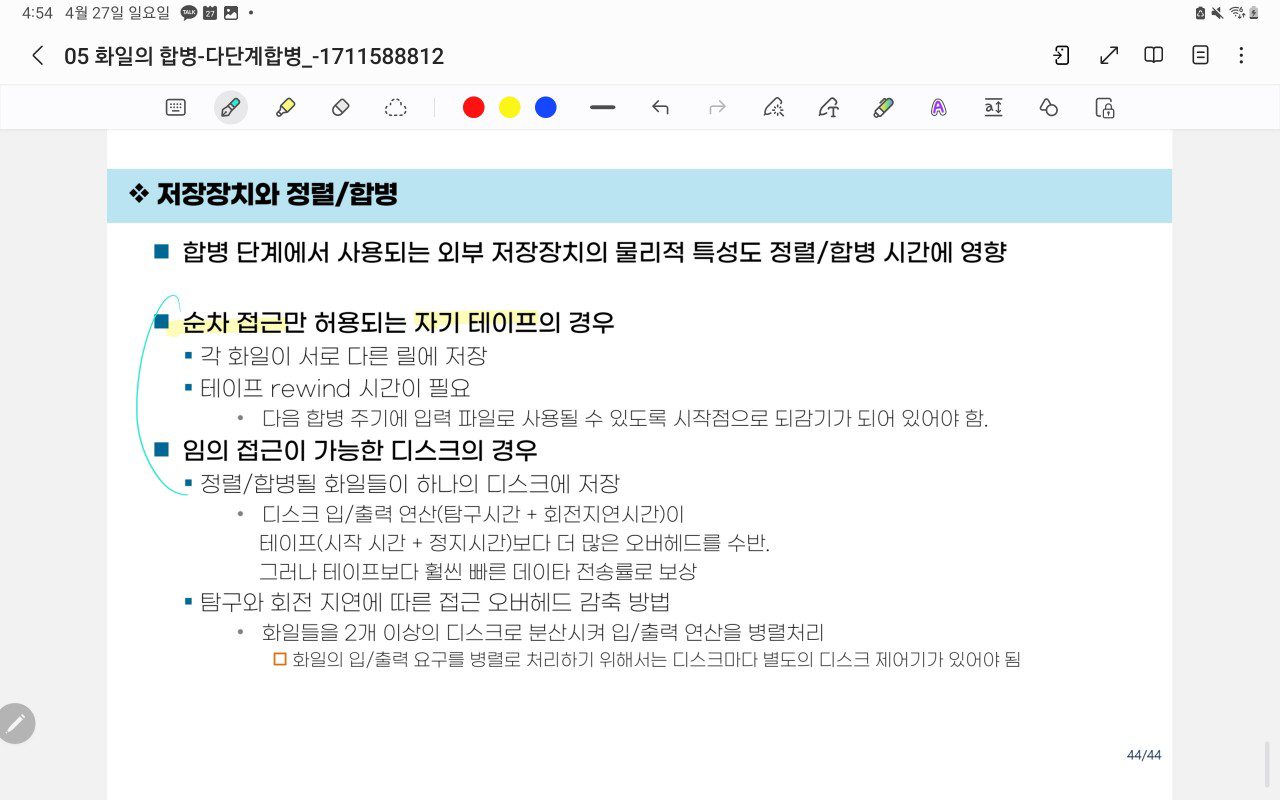 4:54 4월 27일 일요일 TALK 27
05 화일의 합병-다단계합병_-1711588812
❖ 저장장치와 정렬/합병
■ 합병 단계에서 사용되는 외부 저장장치의 물리적 특성도 정렬/합병 시간에 영향
■ 순차 접근만 허용되는 자기 테이프의 경우
▪ 각 화일이 서로 다른 릴에 저장
▪ 테이프 rewind 시간이 필요
• 다음 합병 주기에 입력 파일로 사용될 수 있도록 시작점으로 되감기가 되어 있어야 함.
■ 임의 접근이 가능한 디스크의 경우
▪ 정렬/합병될 화일들이 하나의 디스크에 저장
• 디스크 입/출력 연산(탐구시간 + 회전지연시간)이
테이프(시작 시간 + 정지시간)보다 더 많은 오버헤드를 수반.
그러나 테이프보다 훨씬 빠른 데이타 전송률로 보상
▪ 탐구와 회전 지연에 따른 접근 오버헤드 감축 방법
• 화일들을 2개 이상의 디스크로 분산시켜 입/출력 연산을 병렬처리
□ 화일의 입/출력 요구를 병렬로 처리하기 위해서는 디스크마다 별도의 디스크 제어기가 있어야 됨
44/44